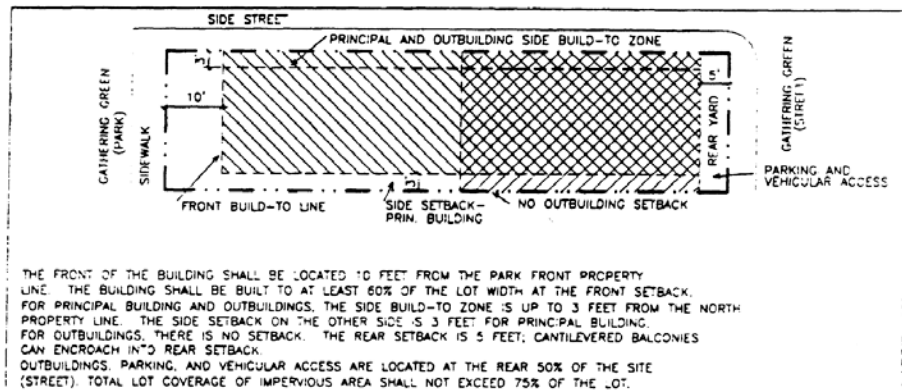 SIDE STREET
PRINCIPAL AND OUTBUILDING SIDE BUILD-TO ZONE
3'
10'
5'
GATHERING GREEN
(PARK)
SIDEWALK
REAR YARD
GATHERING GREEN
(STREET)
3'
PARKING AND
VEHICULAR ACCESS
FRONT BUILD-TO LINE
SIDE SETBACK-
PRIN. BUILDING
NO OUTBUILDING SETBACK
THE FRONT OF THE BUILDING SHALL BE LOCATED 10 FEET FROM THE PARK FRONT PROPERTY
LINE. THE BUILDING SHALL BE BUILT TO AT LEAST 60% OF THE LOT WIDTH AT THE FRONT SETBACK.
FOR PRINCIPAL BUILDING AND OUTBUILDINGS, THE SIDE BUILD-TO ZONE IS UP TO 3 FEET FROM THE NORTH
PROPERTY LINE. THE SIDE SETBACK ON THE OTHER SIDE IS 3 FEET FOR PRINCIPAL BUILDING.
FOR OUTBUILDINGS, THERE IS NO SETBACK. THE REAR SETBACK IS 5 FEET; CANTILEVERED BALCONIES
CAN ENCROACH INTO REAR SETBACK.
OUTBUILDINGS, PARKING, AND VEHICULAR ACCESS ARE LOCATED AT THE REAR 50% OF THE SITE
(STREET). TOTAL LOT COVERAGE OF IMPERVIOUS AREA SHALL NOT EXCEED 75% OF THE LOT.